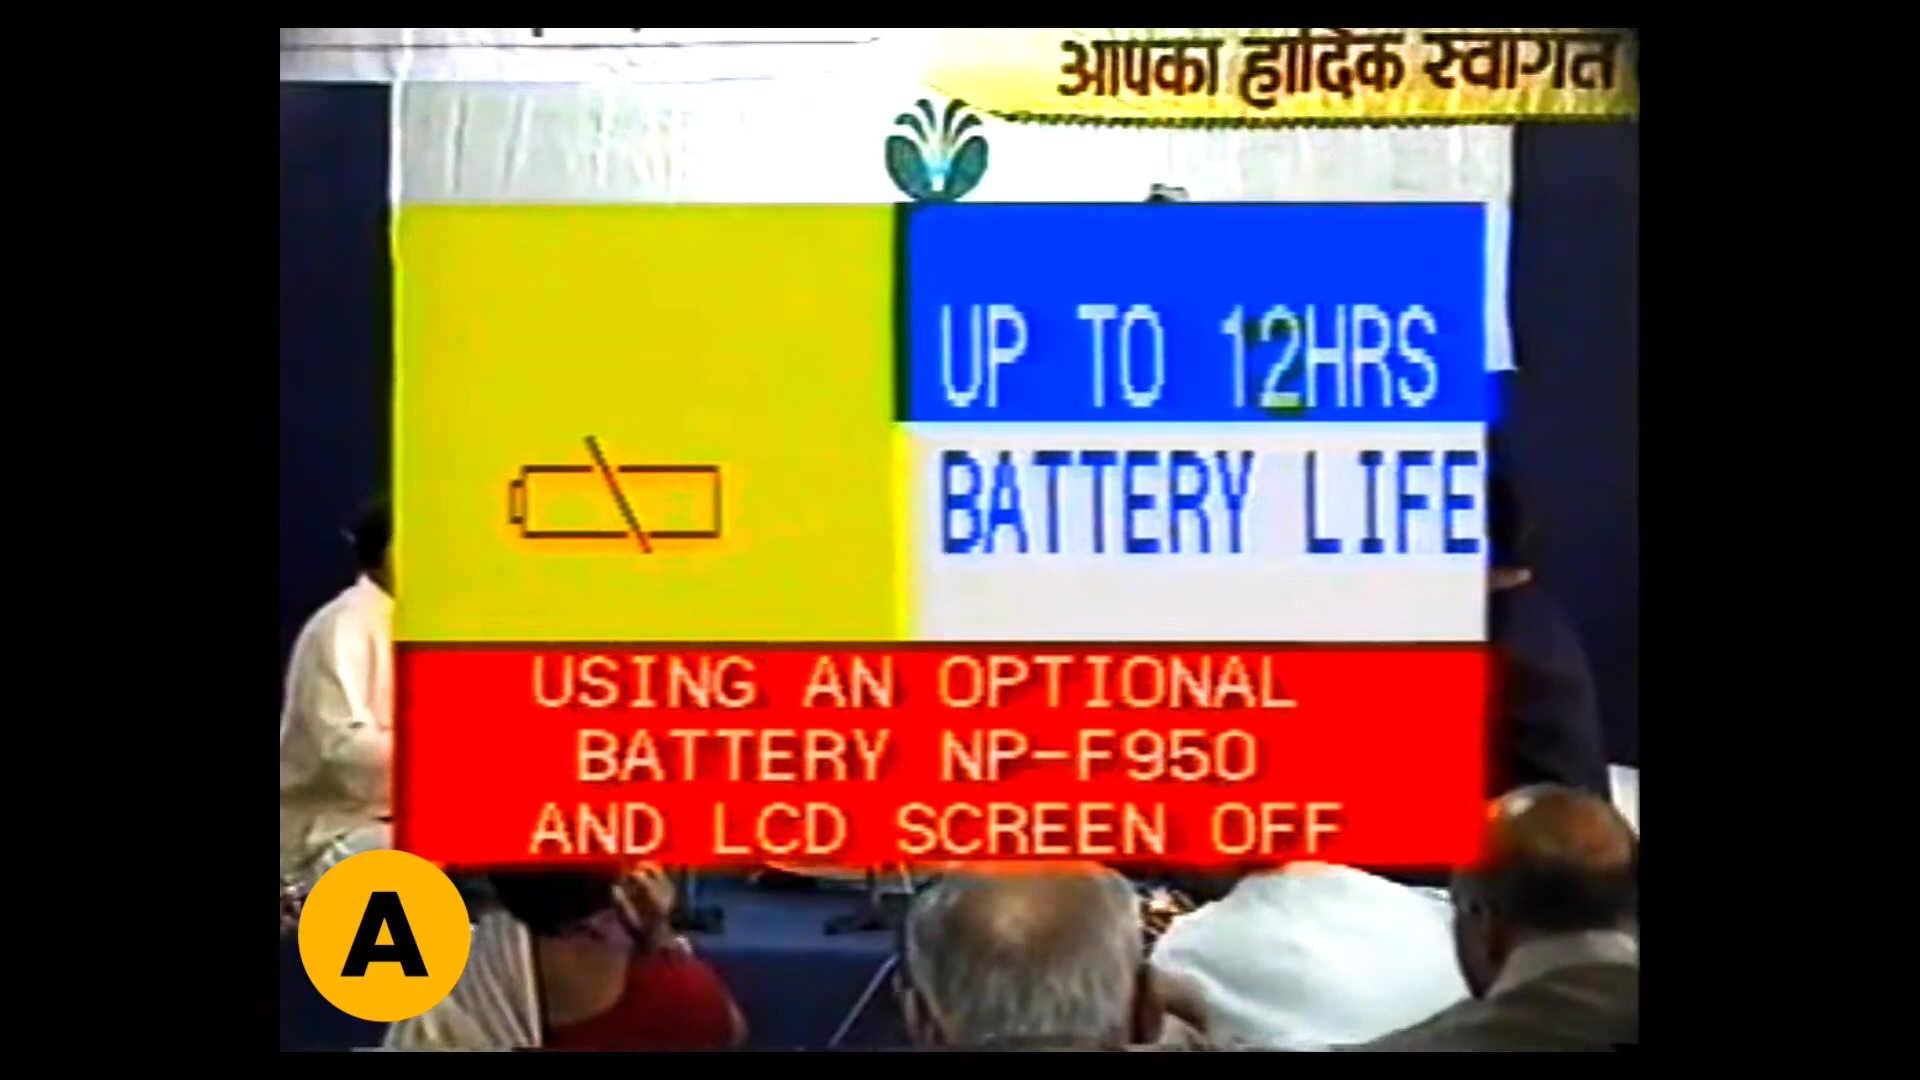 आपका हार्दिक स्वागत
UP TO 12HRS
BATTERY LIFE
USING AN OPTIONAL
BATTERY NP-F950
AND LCD SCREEN OFF
A